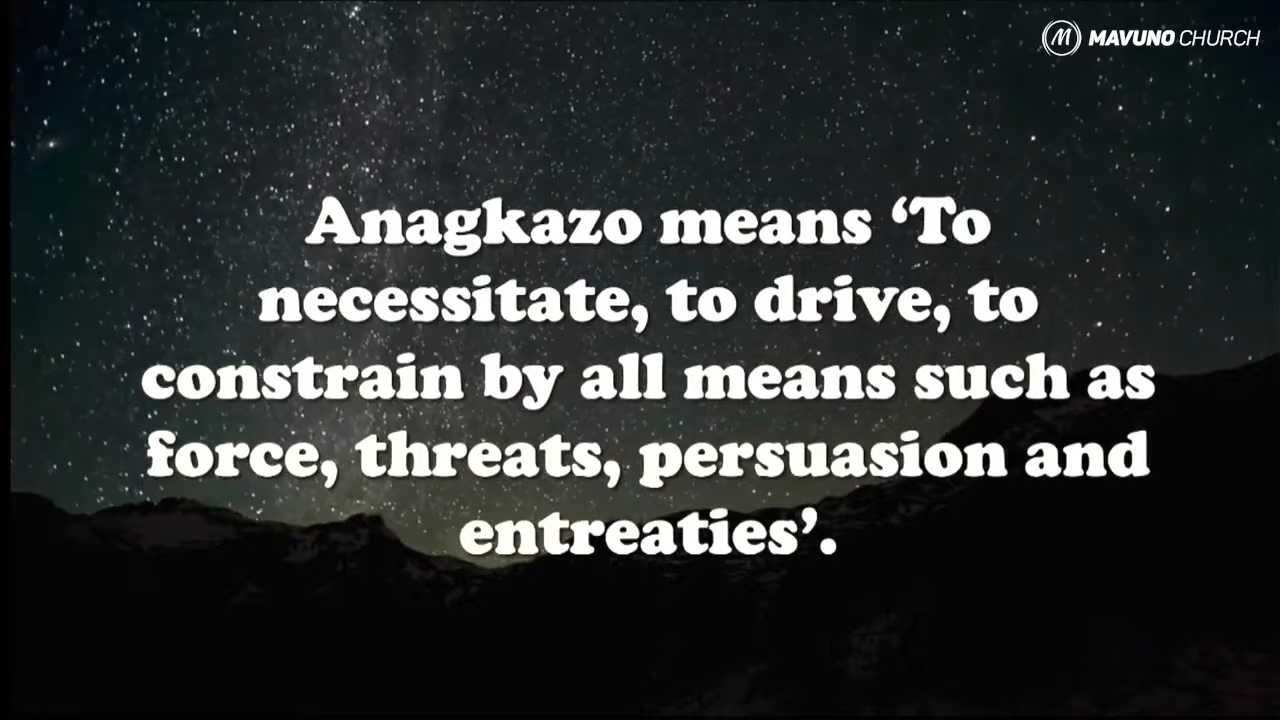 MAVUNO CHURCH
Anagkazo means ‘To
necessitate, to drive, to
constrain by all means such as
force, threats, persuasion and
entreaties’.